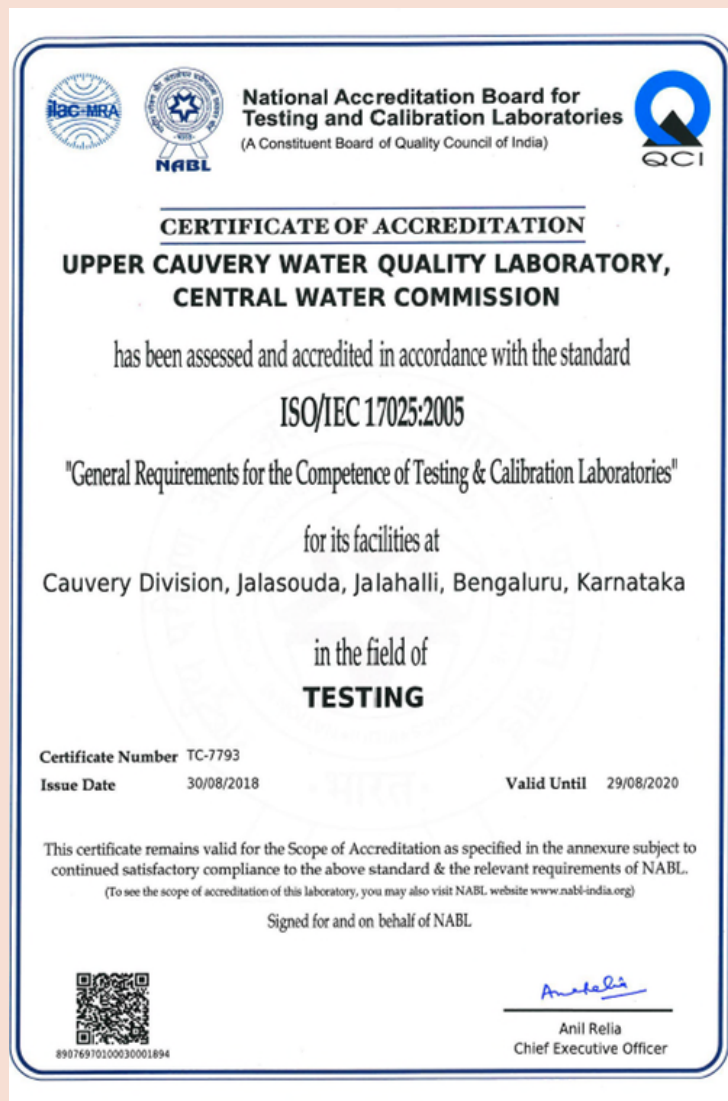 ilac-MRA
NABL
National Accreditation Board for
Testing and Calibration Laboratories
(A Constituent Board of Quality Council of India)
QCI
CERTIFICATE OF ACCREDITATION
UPPER CAUVERY WATER QUALITY LABORATORY,
CENTRAL WATER COMMISSION
has been assessed and accredited in accordance with the standard
ISO/IEC 17025:2005
"General Requirements for the Competence of Testing & Calibration Laboratories"
for its facilities at
Cauvery Division, Jalasouda, Jalahalli, Bengaluru, Karnataka
in the field of
TESTING
Certificate Number TC-7793
Issue Date 30/08/2018 Valid Until 29/08/2020
भारत
This certificate remains valid for the Scope of Accreditation as specified in the annexure subject to
continued satisfactory compliance to the above standard & the relevant requirements of NABL.
(To see the scope of accreditation of this laboratory, you may also visit NABL website www.nabl-india.org)
Signed for and on behalf of NABL
Anil Relia
Chief Executive Officer
89076970100030001894